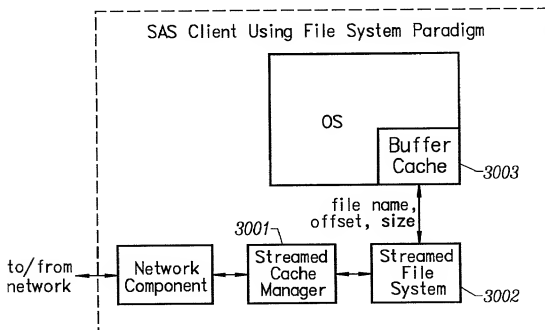 SAS Client Using File System Paradigm
OS
Buffer
Cache
3003
file name,
offset, size
3001
to/from
network
Network
Component
Streamed
Cache
Manager
Streamed
File
System
3002